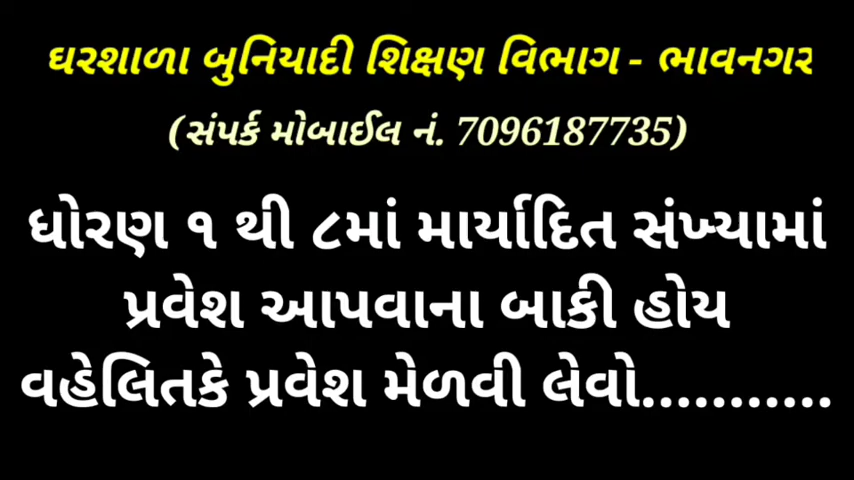 ઘરશાળા બુનિયાદી શિક્ષણ વિભાગ - ભાવનગર
(સંપર્ક મોબાઈલ નં. 7096187735)
ધોરણ ૧ થી ૮માં માર્યાદિત સંખ્યામાં
પ્રવેશ આપવાના બાકી હોય
વહેલિતકે પ્રવેશ મેળવી લેવો...........